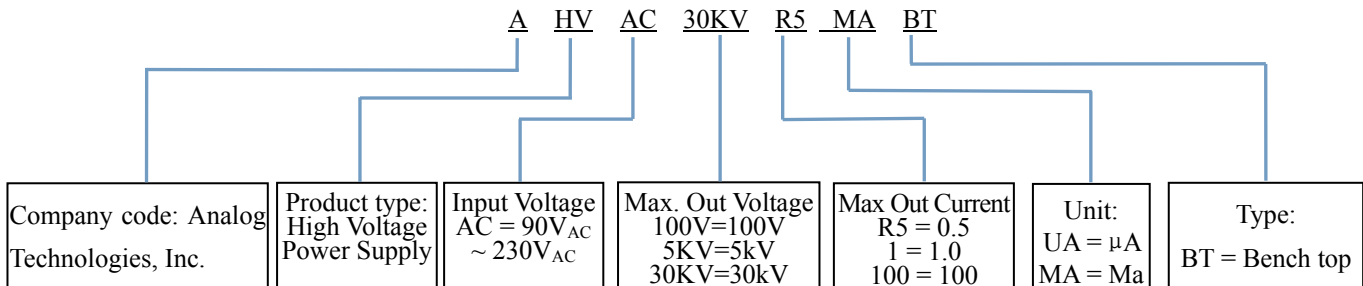 A HV AC 30KV R5 MA BT
Company code: Analog
Technologies, Inc.
Product type:
High Voltage
Power Supply
Input Voltage
AC = 90VAC
~ 230VAC
Max. Out Voltage
100V=100V
5KV=5kV
30KV=30kV
Max Out Current
R5 = 0.5
1 = 1.0
100 = 100
Unit:
UA = μA
MA = Ma
Type:
BT = Bench top